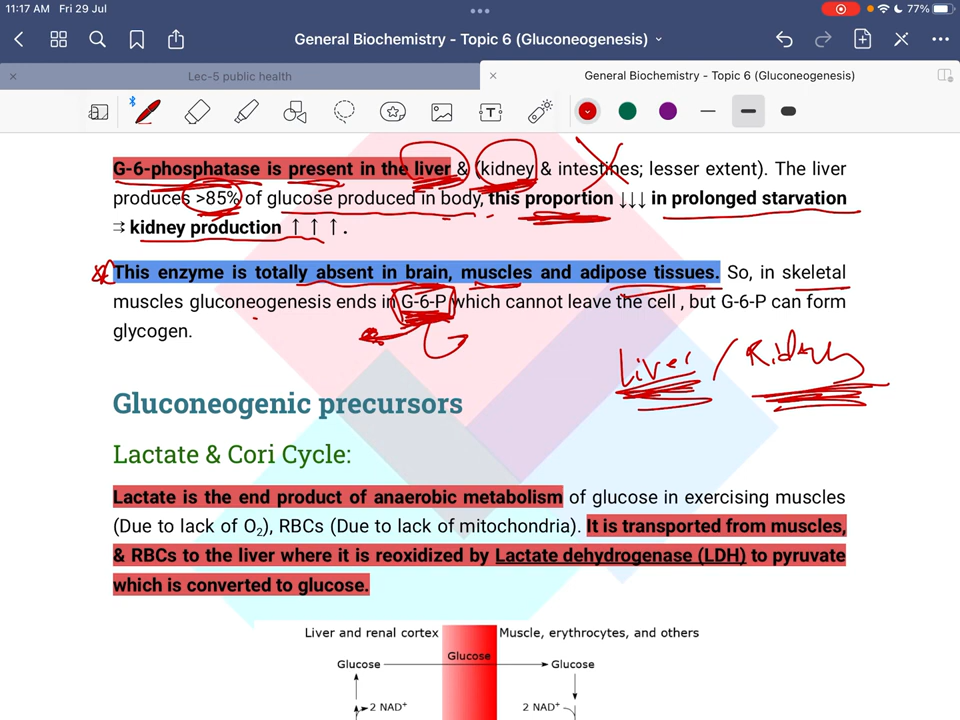 11:17 AM Fri 29 Jul
77%
General Biochemistry - Topic 6 (Gluconeogenesis)
Lec-5 public health
General Biochemistry - Topic 6 (Gluconeogenesis)
G-6-phosphatase is present in the liver & (kidney & intestines; lesser extent). The liver
produces >85% of glucose produced in body, this proportion ↓↓↓ in prolonged starvation
⇉ kidney production ↑ ↑ ↑ .
This enzyme is totally absent in brain, muscles and adipose tissues. So, in skeletal
muscles gluconeogenesis ends in G-6-P which cannot leave the cell , but G-6-P can form
glycogen.
Liver / Kidney
Gluconeogenic precursors
Lactate & Cori Cycle:
Lactate is the end product of anaerobic metabolism of glucose in exercising muscles
(Due to lack of O₂), RBCs (Due to lack of mitochondria). It is transported from muscles,
& RBCs to the liver where it is reoxidized by Lactate dehydrogenase (LDH) to pyruvate
which is converted to glucose.
Liver and renal cortex Muscle, erythrocytes, and others
Glucose Glucose Glucose
2 NAD⁺ 2 NAD⁺